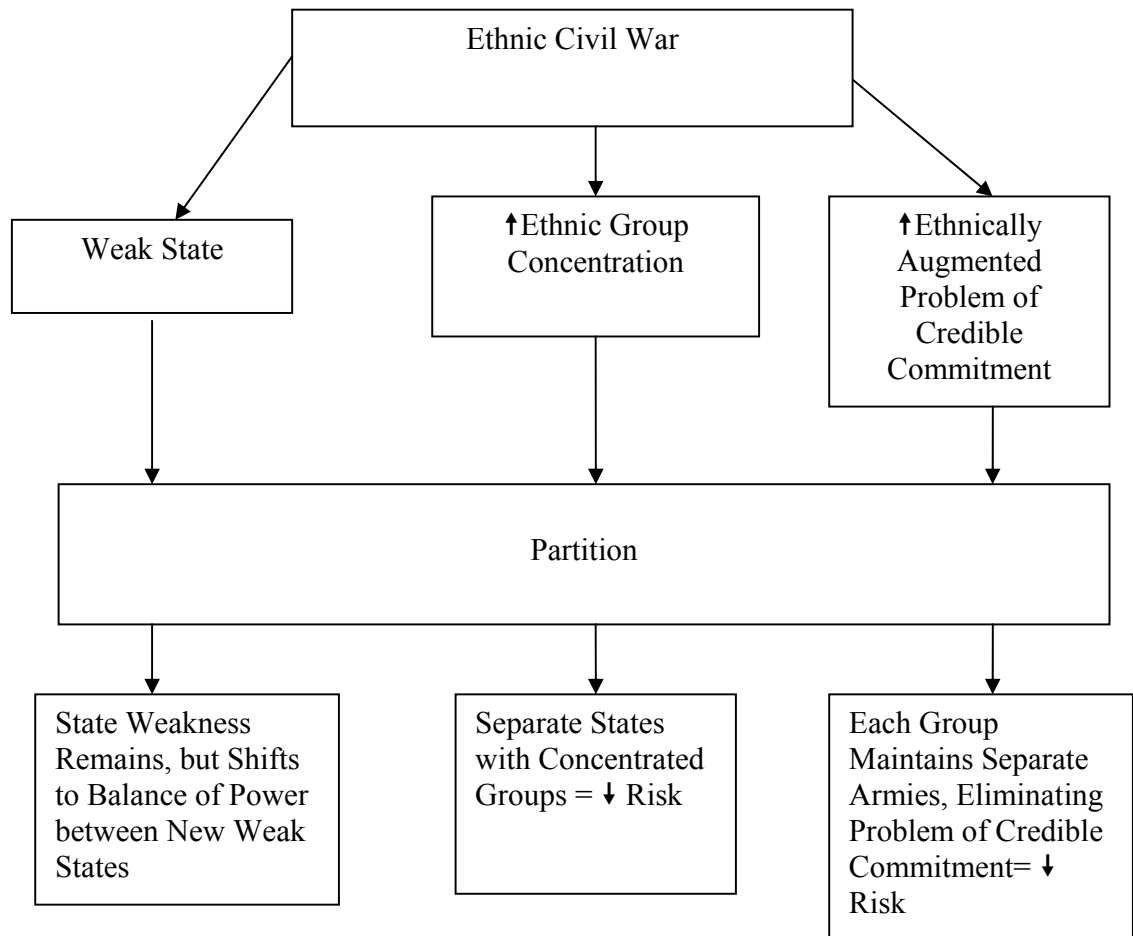 Ethnic Civil War
Weak State
↑Ethnic Group
Concentration
↑Ethnically
Augmented
Problem of
Credible
Commitment
Partition
State Weakness
Remains, but Shifts
to Balance of Power
between New Weak
States
Separate States
with Concentrated
Groups = ↓ Risk
Each Group
Maintains Separate
Armies, Eliminating
Problem of Credible
Commitment= ↓
Risk